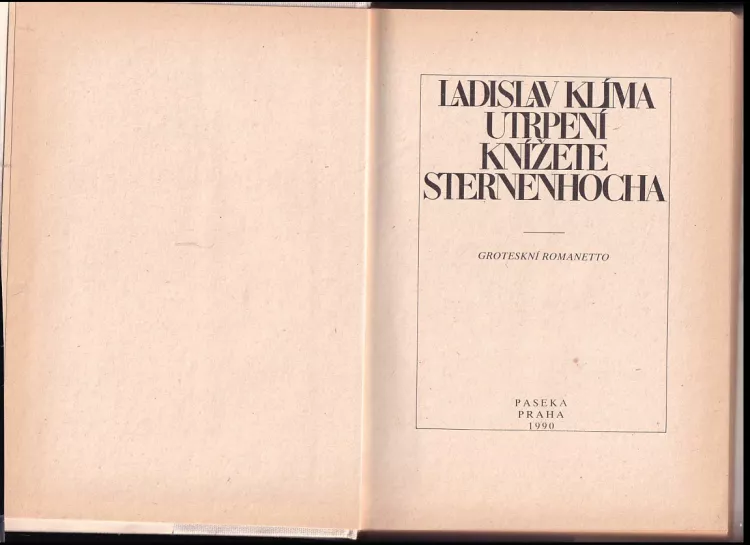 LADISLAV KLÍMA
UTRPENÍ
KNÍŽETE
STERNENHOCHA
GROTESKNÍ ROMANETTO
PASEKA
PRAHA
1990